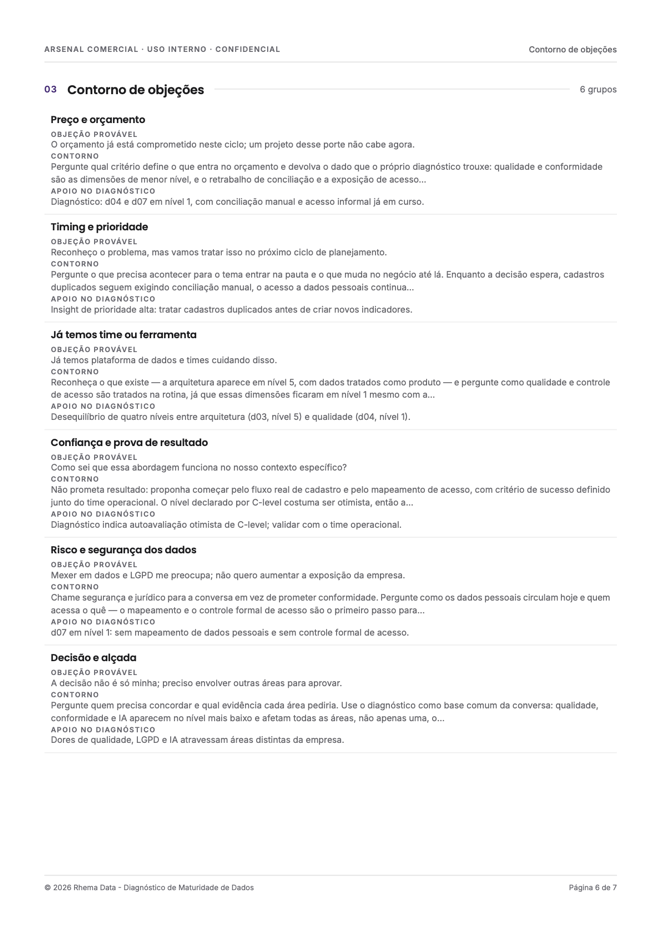 ARSENAL COMERCIAL · USO INTERNO · CONFIDENCIAL
Contorno de objeções
03 Contorno de objeções
6 grupos
Preço e orçamento
OBJEÇÃO PROVÁVEL
O orçamento já está comprometido neste ciclo; um projeto desse porte não cabe agora.
CONTORNO
Pergunte qual critério define o que entra no orçamento e devolva o dado que o próprio diagnóstico trouxe: qualidade e conformidade
são as dimensões de menor nível, e o retrabalho de conciliação e a exposição de acesso...
APOIO NO DIAGNÓSTICO
Diagnóstico: d04 e d07 em nível 1, com conciliação manual e acesso informal já em curso.
Timing e prioridade
OBJEÇÃO PROVÁVEL
Reconheço o problema, mas vamos tratar isso no próximo ciclo de planejamento.
CONTORNO
Pergunte o que precisa acontecer para o tema entrar na pauta e o que muda no negócio até lá. Enquanto a decisão espera, cadastros
duplicados seguem exigindo conciliação manual, o acesso a dados pessoais continua...
APOIO NO DIAGNÓSTICO
Insight de prioridade alta: tratar cadastros duplicados antes de criar novos indicadores.
Já temos time ou ferramenta
OBJEÇÃO PROVÁVEL
Já temos plataforma de dados e times cuidando disso.
CONTORNO
Reconheça o que existe — a arquitetura aparece em nível 5, com dados tratados como produto — e pergunte como qualidade e controle
de acesso são tratados na rotina, já que essas dimensões ficaram em nível 1 mesmo com a...
APOIO NO DIAGNÓSTICO
Desequilíbrio de quatro níveis entre arquitetura (d03, nível 5) e qualidade (d04, nível 1).
Confiança e prova de resultado
OBJEÇÃO PROVÁVEL
Como sei que essa abordagem funciona no nosso contexto específico?
CONTORNO
Não prometa resultado: proponha começar pelo fluxo real de cadastro e pelo mapeamento de acesso, com critério de sucesso definido
junto do time operacional. O nível declarado por C-level costuma ser otimista, então a...
APOIO NO DIAGNÓSTICO
Diagnóstico indica autoavaliação otimista de C-level; validar com o time operacional.
Risco e segurança dos dados
OBJEÇÃO PROVÁVEL
Mexer em dados e LGPD me preocupa; não quero aumentar a exposição da empresa.
CONTORNO
Chame segurança e jurídico para a conversa em vez de prometer conformidade. Pergunte como os dados pessoais circulam hoje e quem
acessa o quê — o mapeamento e o controle formal de acesso são o primeiro passo para...
APOIO NO DIAGNÓSTICO
d07 em nível 1: sem mapeamento de dados pessoais e sem controle formal de acesso.
Decisão e alçada
OBJEÇÃO PROVÁVEL
A decisão não é só minha; preciso envolver outras áreas para aprovar.
CONTORNO
Pergunte quem precisa concordar e qual evidência cada área pediria. Use o diagnóstico como base comum da conversa: qualidade,
conformidade e IA aparecem no nível mais baixo e afetam todas as áreas, não apenas uma, o...
APOIO NO DIAGNÓSTICO
Dores de qualidade, LGPD e IA atravessam áreas distintas da empresa.
© 2026 Rhema Data - Diagnóstico de Maturidade de Dados
Página 6 de 7